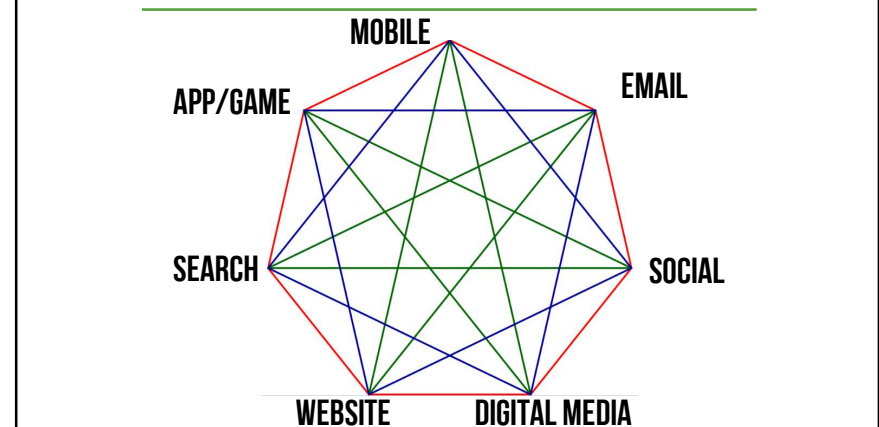 MOBILE
EMAIL
APP/GAME
SEARCH
SOCIAL
WEBSITE
DIGITAL MEDIA